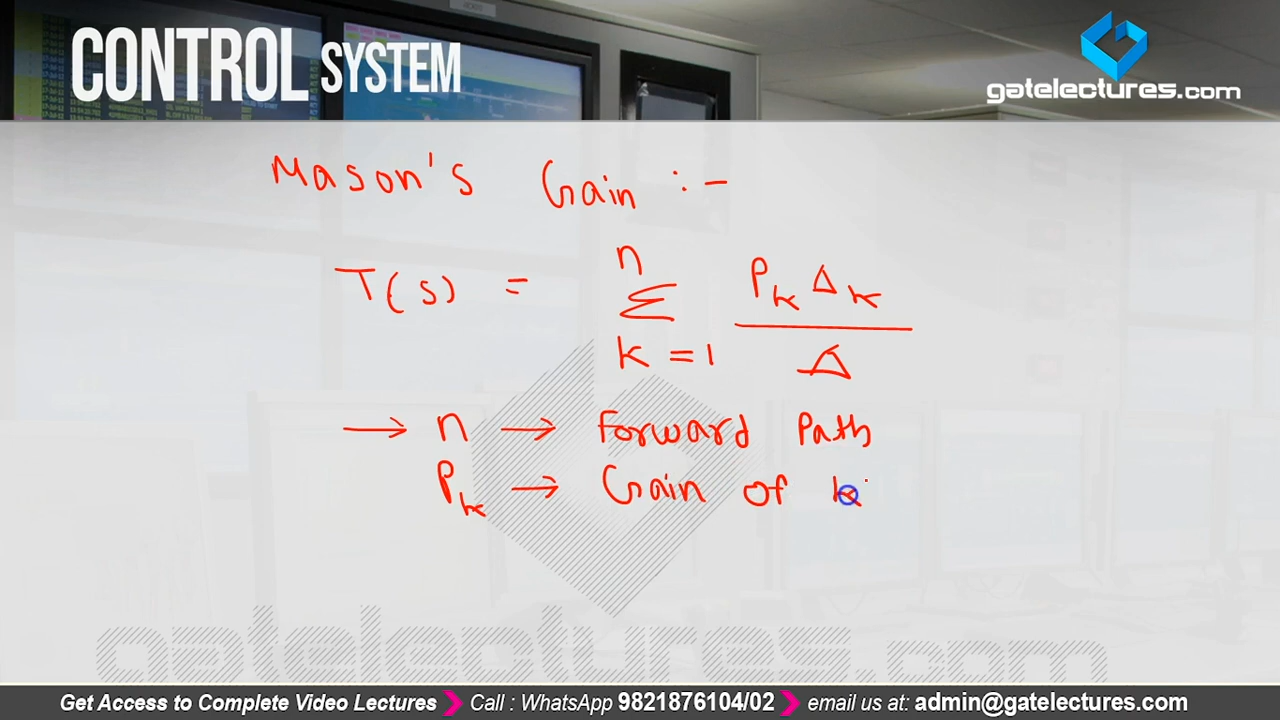 CONTROL SYSTEM
gatelectures.com
Mason's Gain :-
T(s) = n Σ k=1 Pk Δk / Δ
→ n → Forward Path
Pk → Gain of k
gatelectures.com
Get Access to Complete Video Lectures Call : WhatsApp 9821876104/02 email us at: admin@gatelectures.com